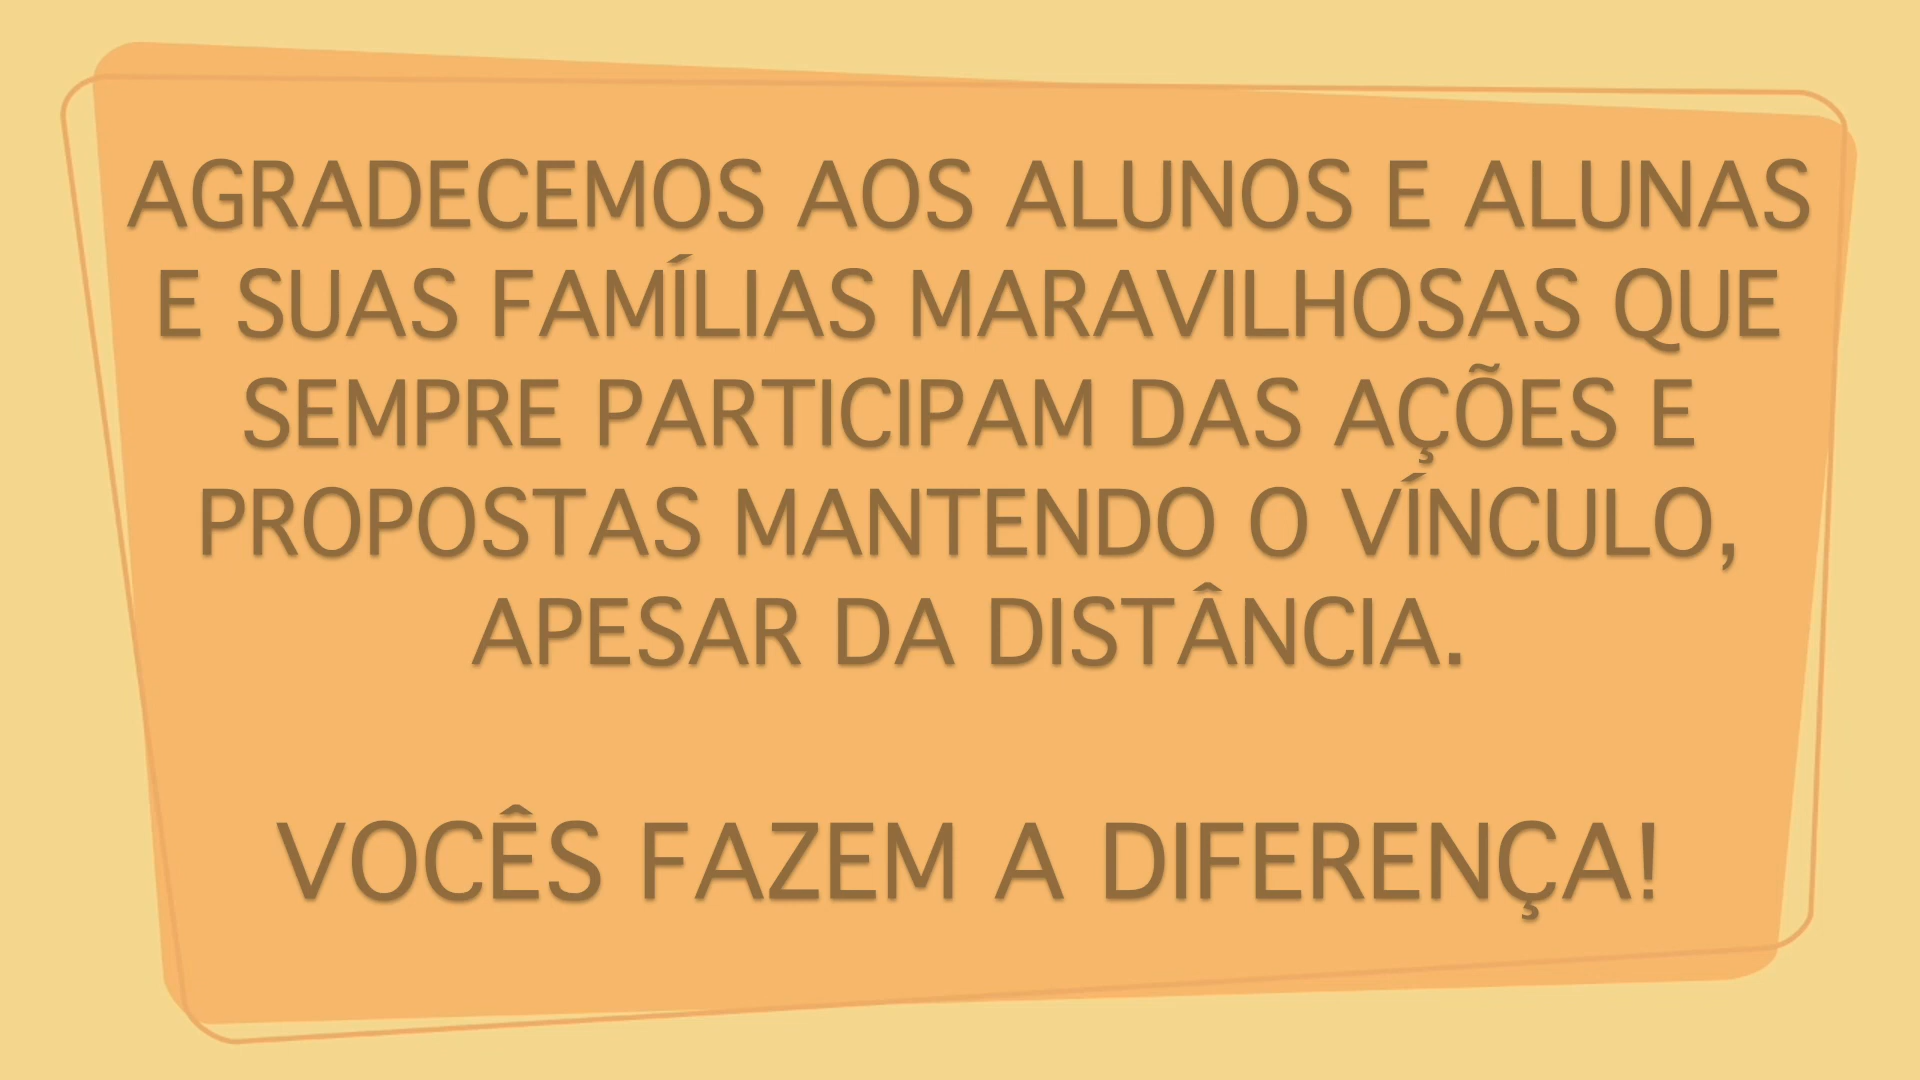 AGRADECEMOS AOS ALUNOS E ALUNAS
E SUAS FAMÍLIAS MARAVILHOSAS QUE
SEMPRE PARTICIPAM DAS AÇÕES E
PROPOSTAS MANTENDO O VÍNCULO,
APESAR DA DISTÂNCIA.
VOCÊS FAZEM A DIFERENÇA!